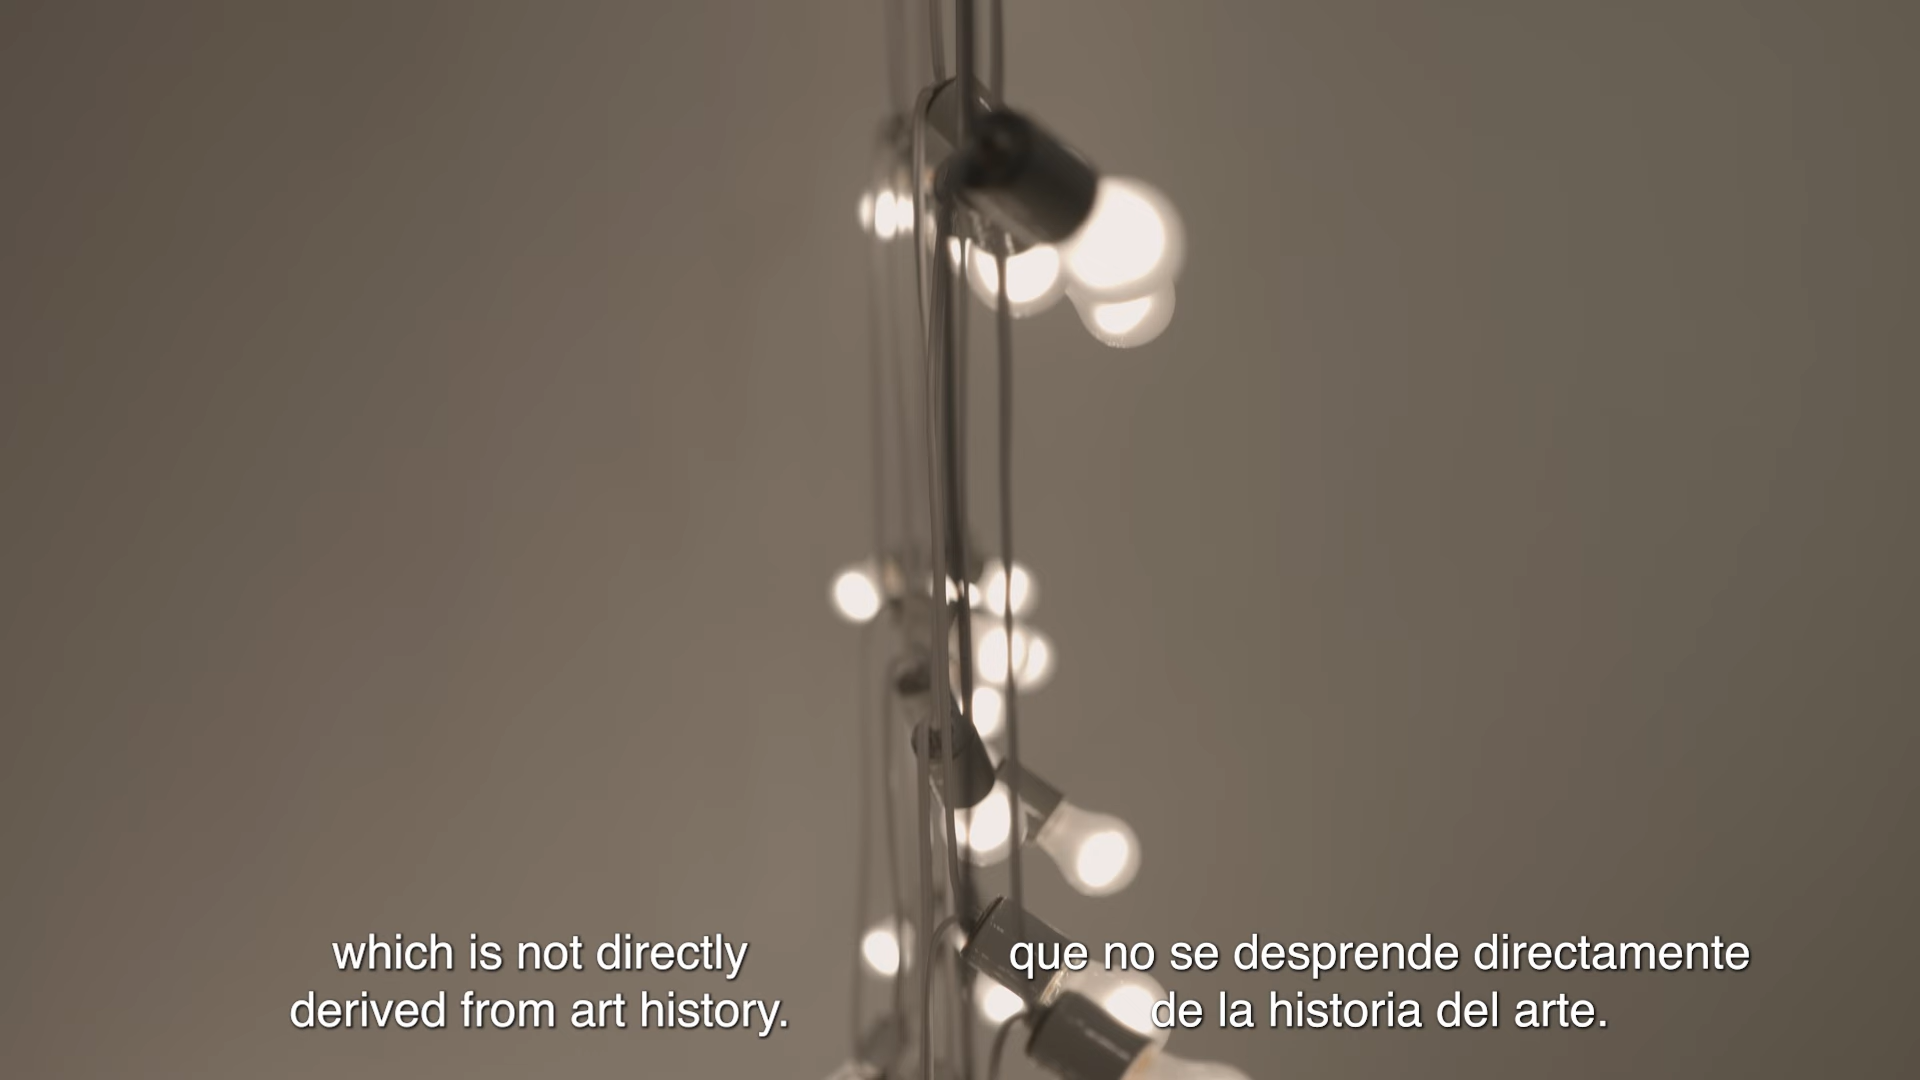 which is not directly
derived from art history.
que no se desprende directamente
de la historia del arte.